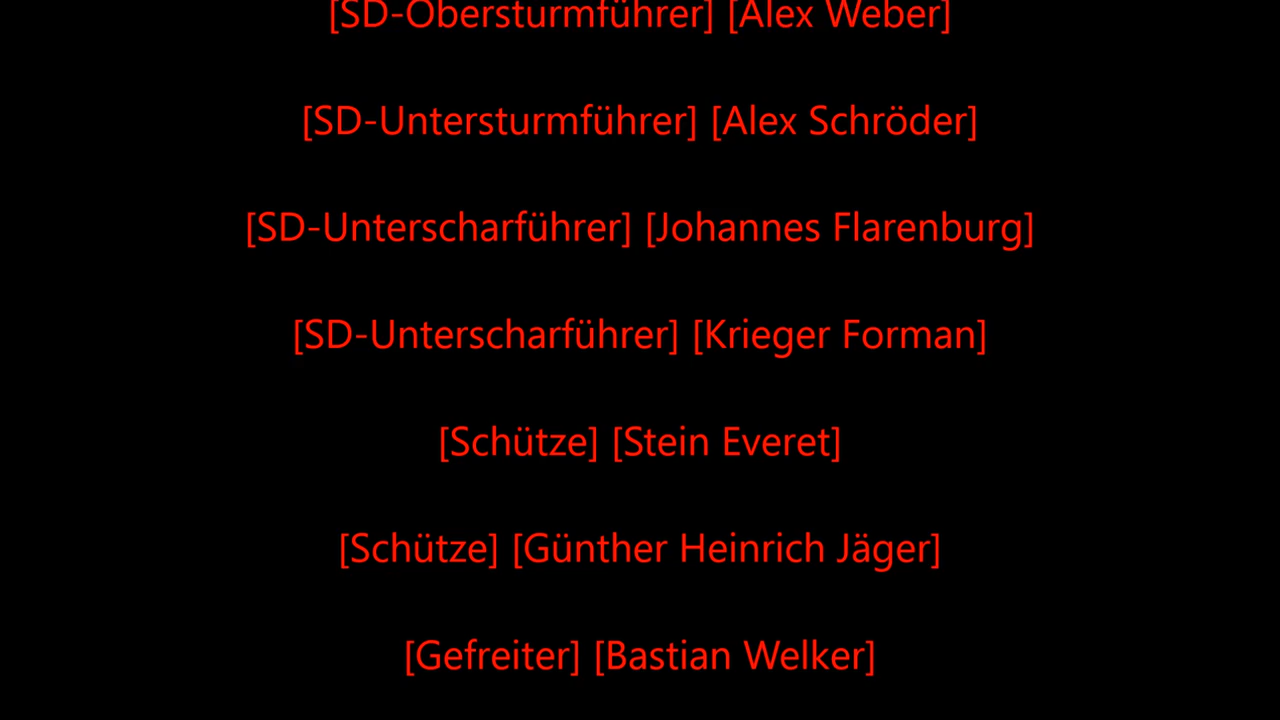 [SD-Obersturmführer] [Alex Weber]
[SD-Untersturmführer] [Alex Schröder]
[SD-Unterscharführer] [Johannes Flarenburg]
[SD-Unterscharführer] [Krieger Forman]
[Schütze] [Stein Everet]
[Schütze] [Günther Heinrich Jäger]
[Gefreiter] [Bastian Welker]